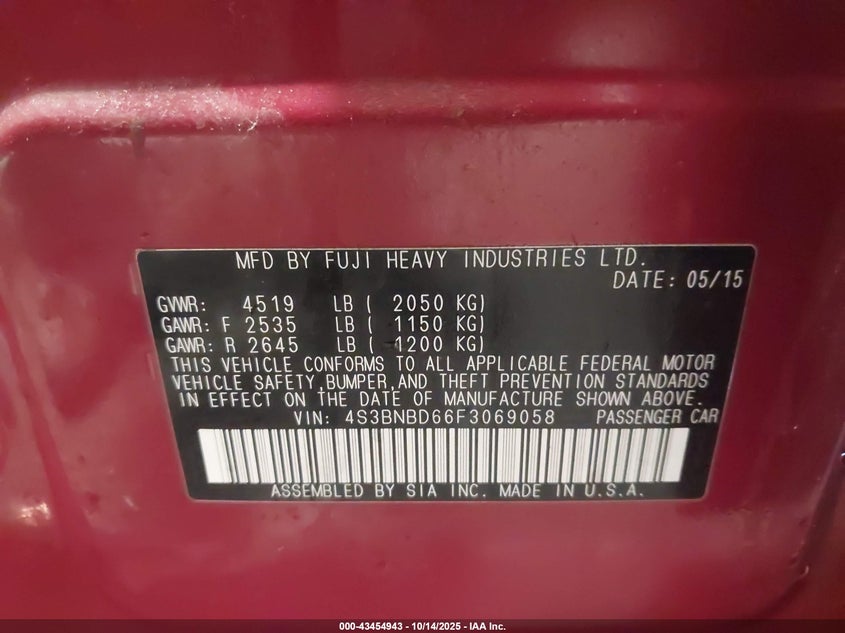 MFD BY FUJI HEAVY INDUSTRIES LTD.
DATE: 05/15
GVWR: 4519 LB ( 2050 KG)
GAWR: F 2535 LB ( 1150 KG)
GAWR: R 2645 LB ( 1200 KG)
THIS VEHICLE CONFORMS TO ALL APPLICABLE FEDERAL MOTOR
VEHICLE SAFETY,BUMPER,AND THEFT PREVENTION STANDARDS
IN EFFECT ON THE DATE OF MANUFACTURE SHOWN ABOVE.
VIN: 4S3BNBD66F3069058 PASSENGER CAR
ASSEMBLED BY SIA INC. MADE IN U.S.A.
000-43454943 - 10/14/2025 - IAA Inc.